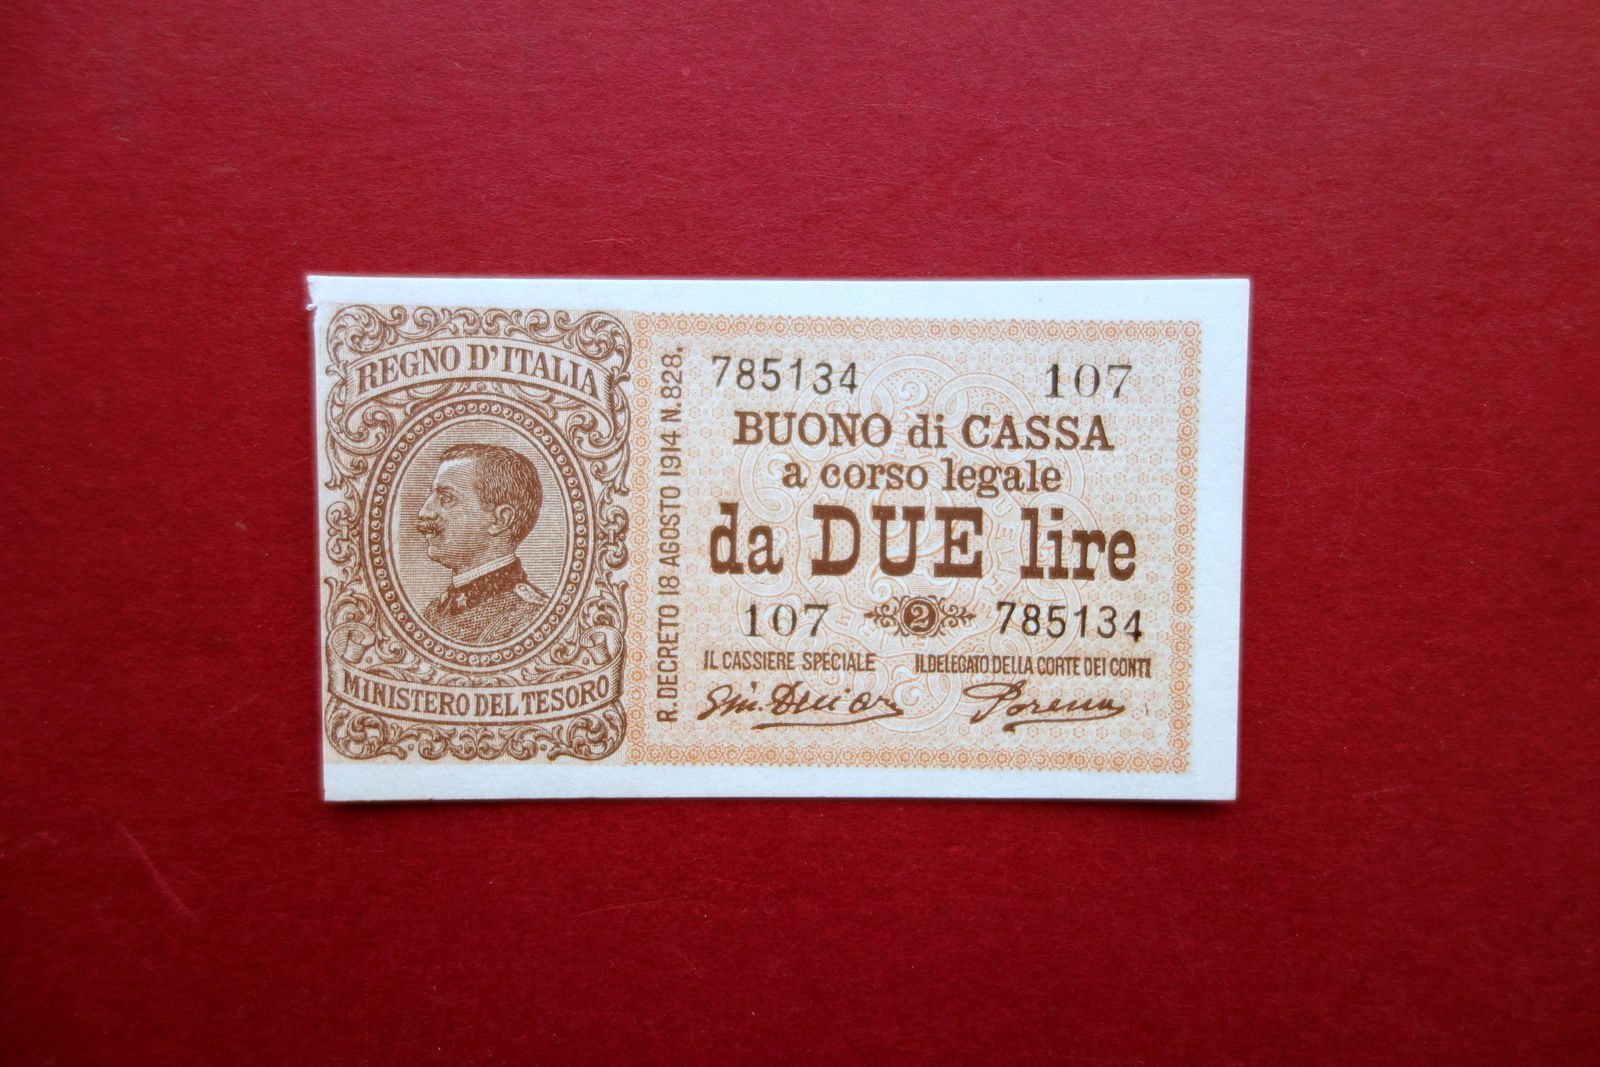 REGNO D'ITALIA
MINISTERO DEL TESORO
R. DECRETO 18 AGOSTO 1914 N. 828.
785134 107
BUONO di CASSA
a corso legale
da DUE lire
107 2 785134
IL CASSIERE SPECIALE IL DELEGATO DELLA CORTE DEI CONTI
Porena